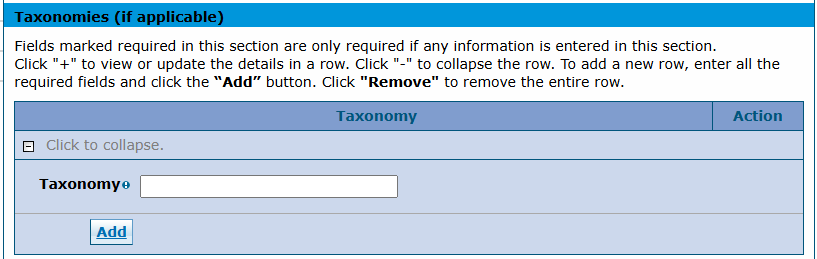 Taxonomies (if applicable)
Fields marked required in this section are only required if any information is entered in this section.
Click "+" to view or update the details in a row. Click "-" to collapse the row. To add a new row, enter all the
required fields and click the “Add” button. Click "Remove" to remove the entire row.
Taxonomy Action
Click to collapse.
Taxonomy
Add